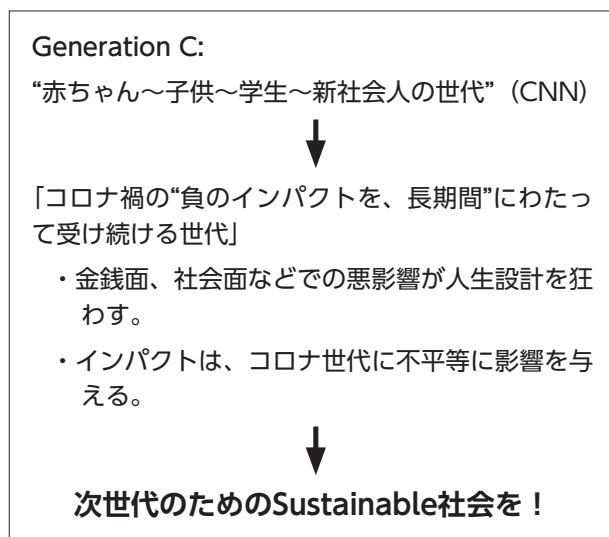 Generation C:
“赤ちゃん～子供～学生～新社会人の世代”（CNN）
「コロナ禍の“負のインパクトを、長期間”にわたっ
て受け続ける世代」
・金銭面、社会面などでの悪影響が人生設計を狂
わす。
・インパクトは、コロナ世代に不平等に影響を与
える。
次世代のためのSustainable社会を！